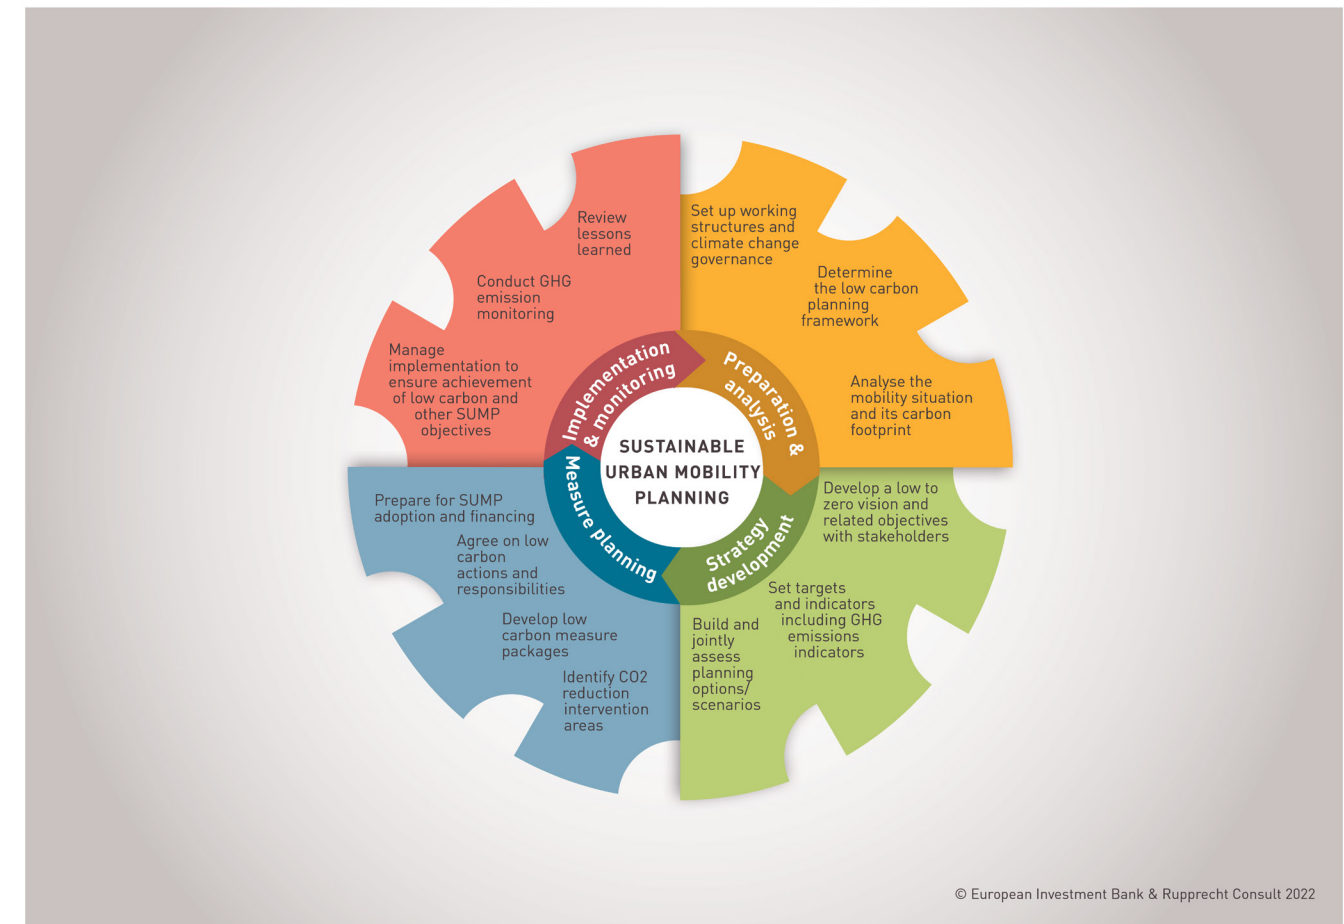 SUSTAINABLE
URBAN MOBILITY
PLANNING
Preparation &
analysis
Set up working
structures and
climate change
governance
Determine
the low carbon
planning
framework
Analyse the
mobility situation
and its carbon
footprint
Strategy
development
Develop a low to
zero vision and
related objectives
with stakeholders
Set targets
and indicators
including GHG
emissions
indicators
Build and
jointly
assess
planning
options/
scenarios
Measure planning
Identify CO2
reduction
intervention
areas
Develop low
carbon measure
packages
Agree on low
carbon
actions and
responsibilities
Prepare for SUMP
adoption and financing
Implementation
& monitoring
Manage
implementation to
ensure achievement
of low carbon and
other SUMP
objectives
Conduct GHG
emission
monitoring
Review
lessons
learned
© European Investment Bank & Rupprecht Consult 2022